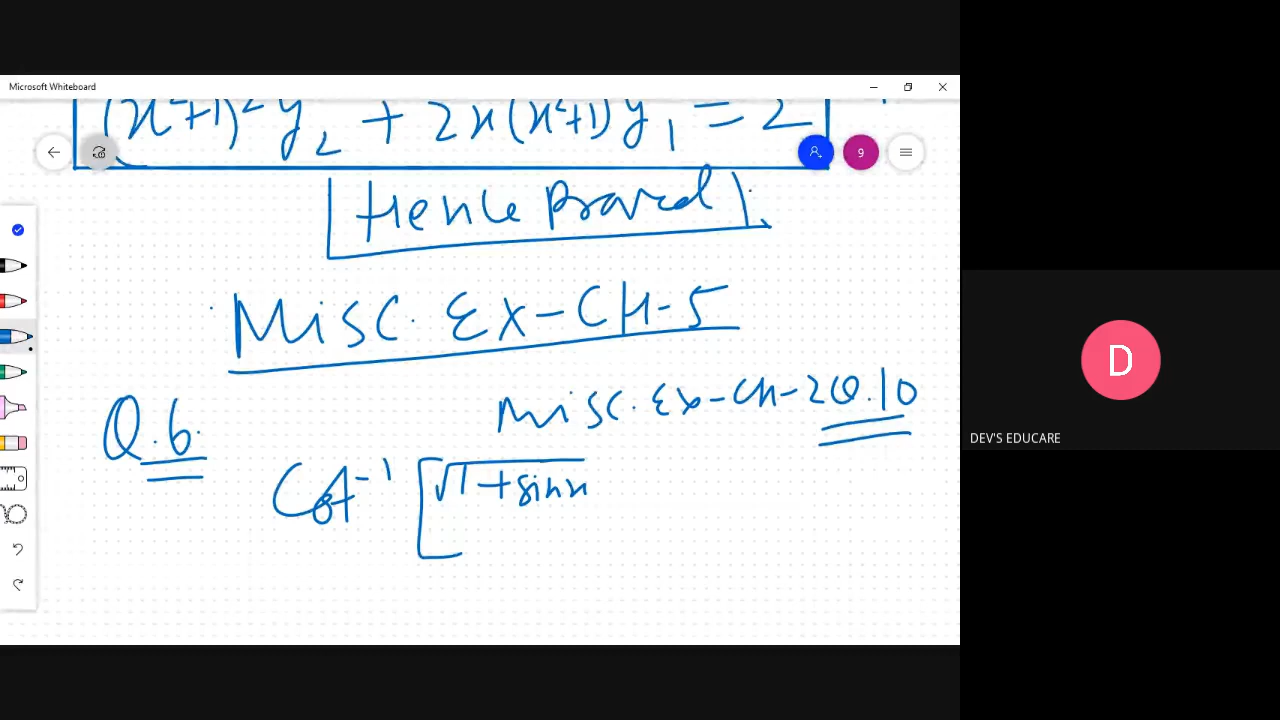 Microsoft Whiteboard
(x²+1)² y₂ + 2x(x²+1)y₁ = 2
9
Hence Proved.
Misc. Ex-CH-5
Misc. Ex-Ch-2 Q.10
Q.6.
Cot⁻¹ [√1+sinx
D
DEV'S EDUCARE